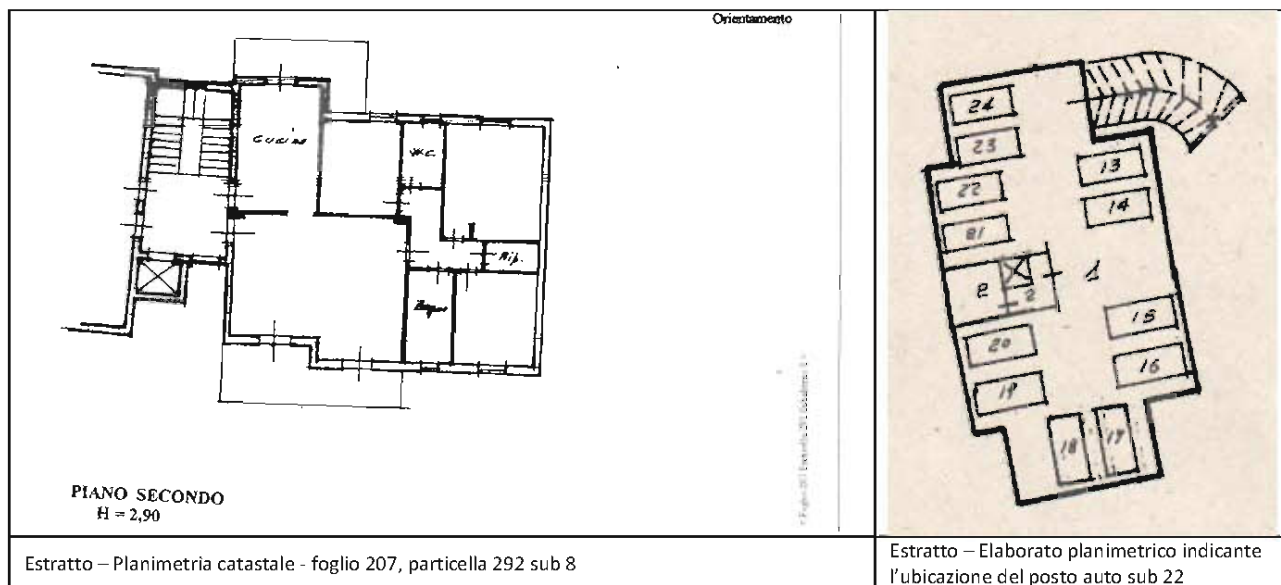 Orientamento
cucina
W.C.
Rip.
Bagno
PIANO SECONDO
H = 2,90
24
23
22
21
13
14
2
2
1
20
19
15
16
18
17
Estratto – Planimetria catastale - foglio 207, particella 292 sub 8
Estratto – Elaborato planimetrico indicante
l'ubicazione del posto auto sub 22